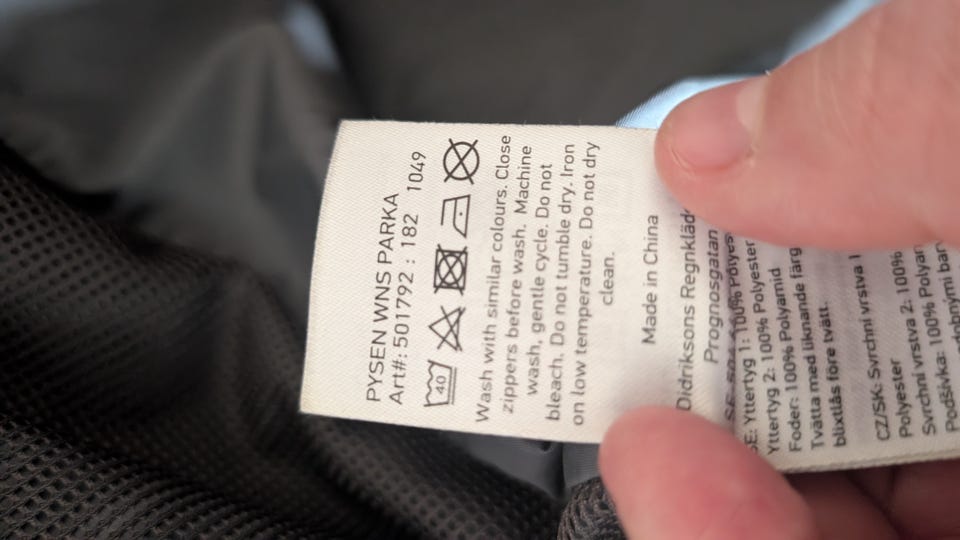 PYSEN WNS PARKA
Art#: 501792 : 182 1049
40
Wash with similar colours. Close
zippers before wash. Machine
wash, gentle cycle. Do not
bleach. Do not tumble dry. Iron
on low temperature. Do not dry
clean.
Made in China
Didriksons Regnkläd
Prognosgatan
SE: Yttertyg 1: 100% Polyester
Yttertyg 2: 100% Polyester
Foder: 100% Polyamid
Tvätta med liknande färg
blixtlås före tvätt.
CZ/SK: Svrchní vrstva 1
Polyester
Svrchní vrstva 2: 100%
Podšívka: 100% Polyam